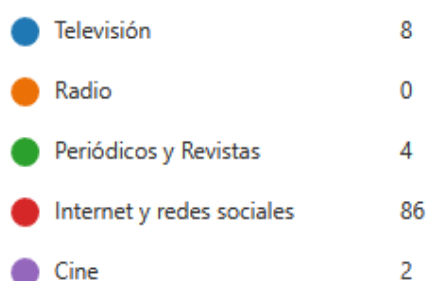 Televisión 8
Radio 0
Periódicos y Revistas 4
Internet y redes sociales 86
Cine 2